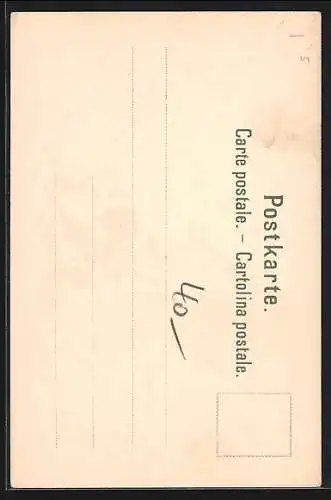 Postkarte.
Carte postale. – Cartolina postale.
40